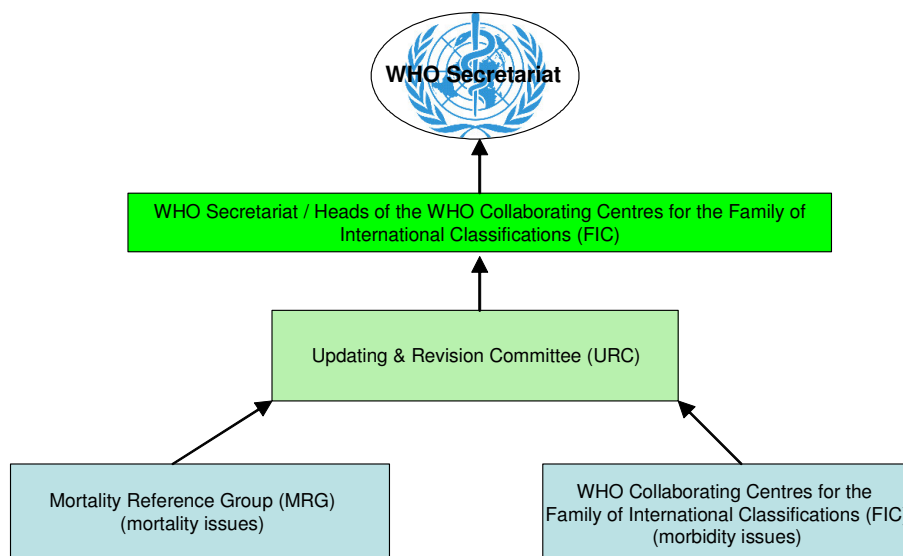 WHO Secretariat
WHO Secretariat / Heads of the WHO Collaborating Centres for the Family of
International Classifications (FIC)
Updating & Revision Committee (URC)
Mortality Reference Group (MRG)
(mortality issues)
WHO Collaborating Centres for the
Family of International Classifications (FIC
(morbidity issues)